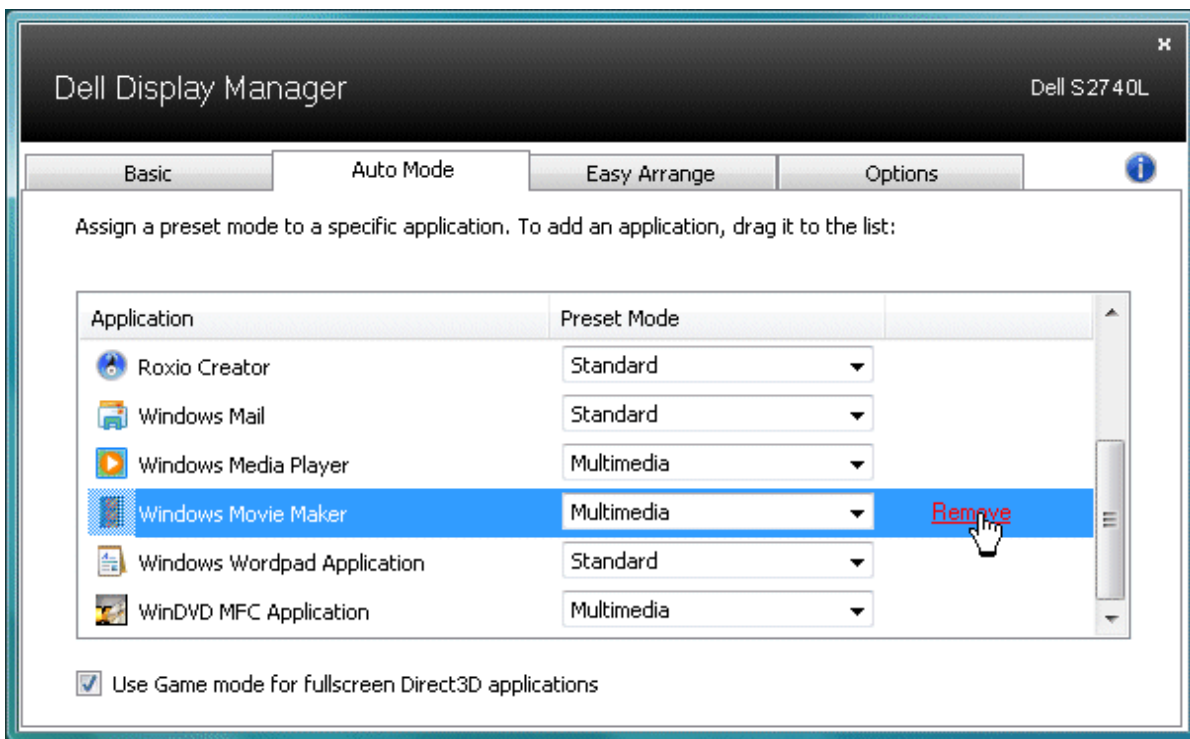 x
Dell Display Manager
Dell S2740L
Basic Auto Mode Easy Arrange Options i
Assign a preset mode to a specific application. To add an application, drag it to the list:
Application Preset Mode
Roxio Creator Standard
Windows Mail Standard
Windows Media Player Multimedia
Windows Movie Maker Multimedia Remove
Windows Wordpad Application Standard
WinDVD MFC Application Multimedia
Use Game mode for fullscreen Direct3D applications